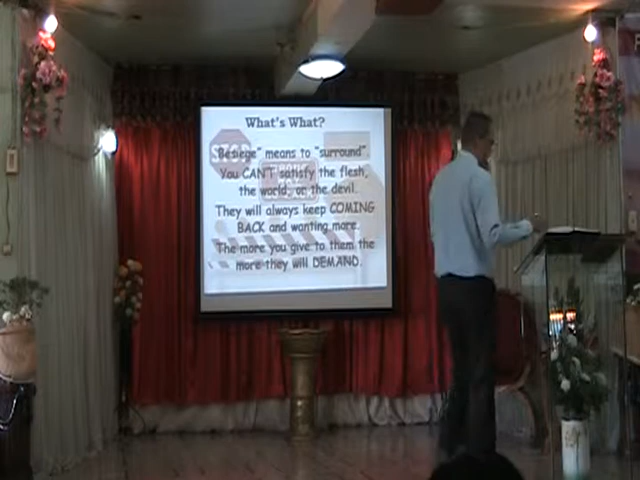 What's What?
"Besiege" means to "surround".
You CAN'T satisfy the flesh,
the world, or the devil.
They will always keep COMING
BACK and wanting more.
The more you give to them the
more they will DEMAND.
STOP